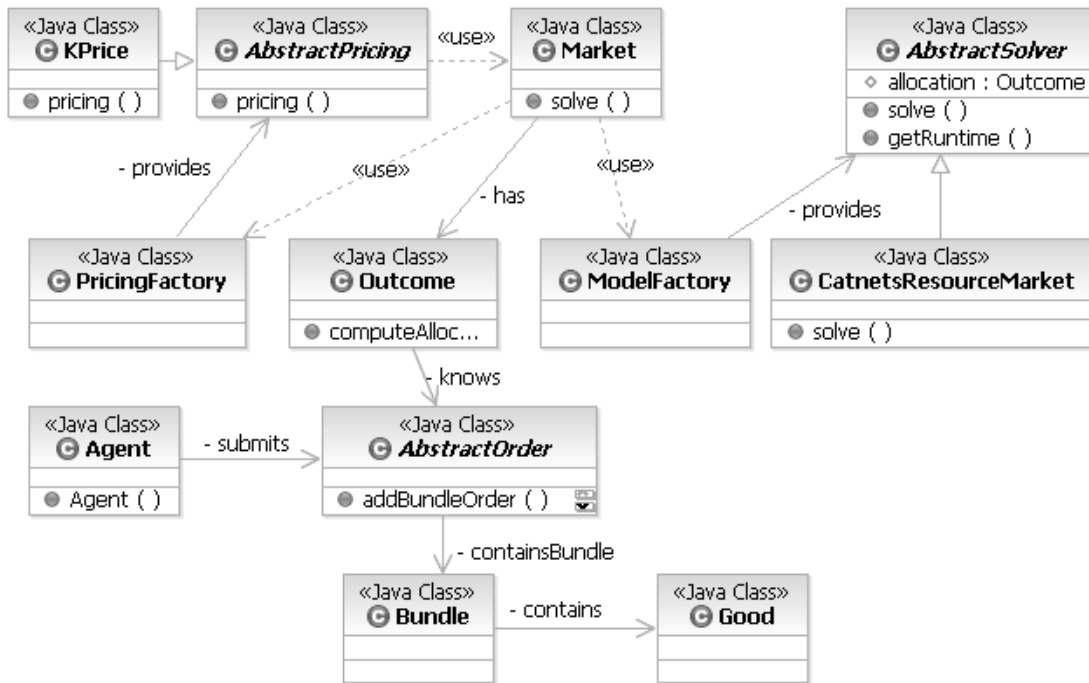 «Java Class»
KPrice
pricing ( )
«Java Class»
AbstractPricing
pricing ( )
«use»
«Java Class»
Market
solve ( )
«Java Class»
AbstractSolver
allocation : Outcome
solve ( )
getRuntime ( )
- provides
«use»
- has
«use»
- provides
«Java Class»
PricingFactory
«Java Class»
Outcome
computeAlloc...
«Java Class»
ModelFactory
«Java Class»
CatnetsResourceMarket
solve ( )
- knows
«Java Class»
Agent
Agent ( )
- submits
«Java Class»
AbstractOrder
addBundleOrder ( )
- containsBundle
«Java Class»
Bundle
- contains
«Java Class»
Good